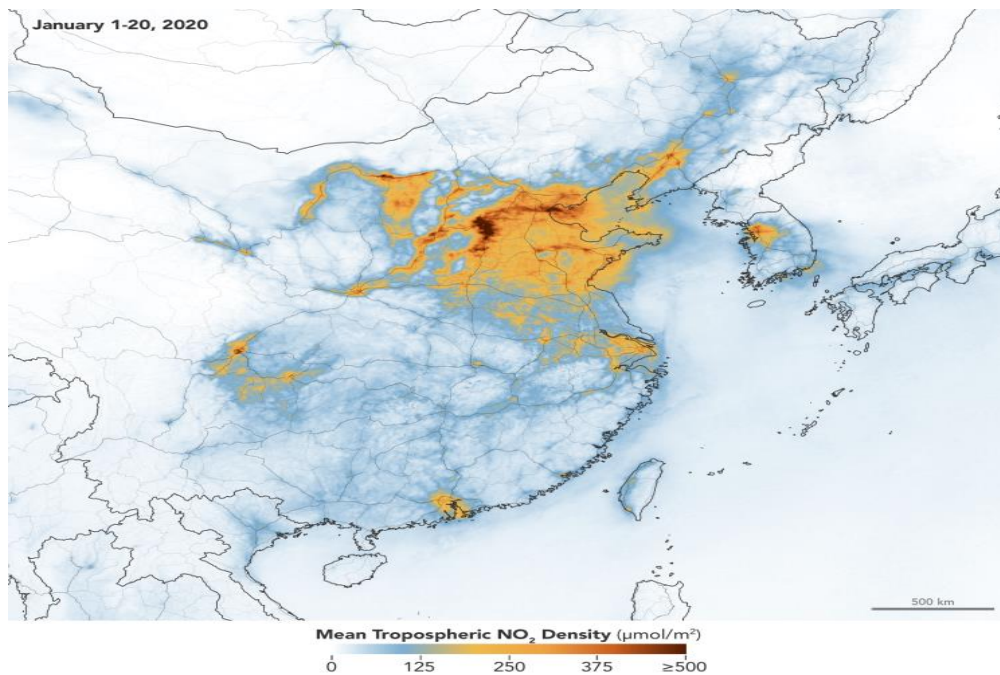 January 1-20, 2020
500 km
Mean Tropospheric NO₂ Density (µmol/m²)
0 125 250 375 ≥500